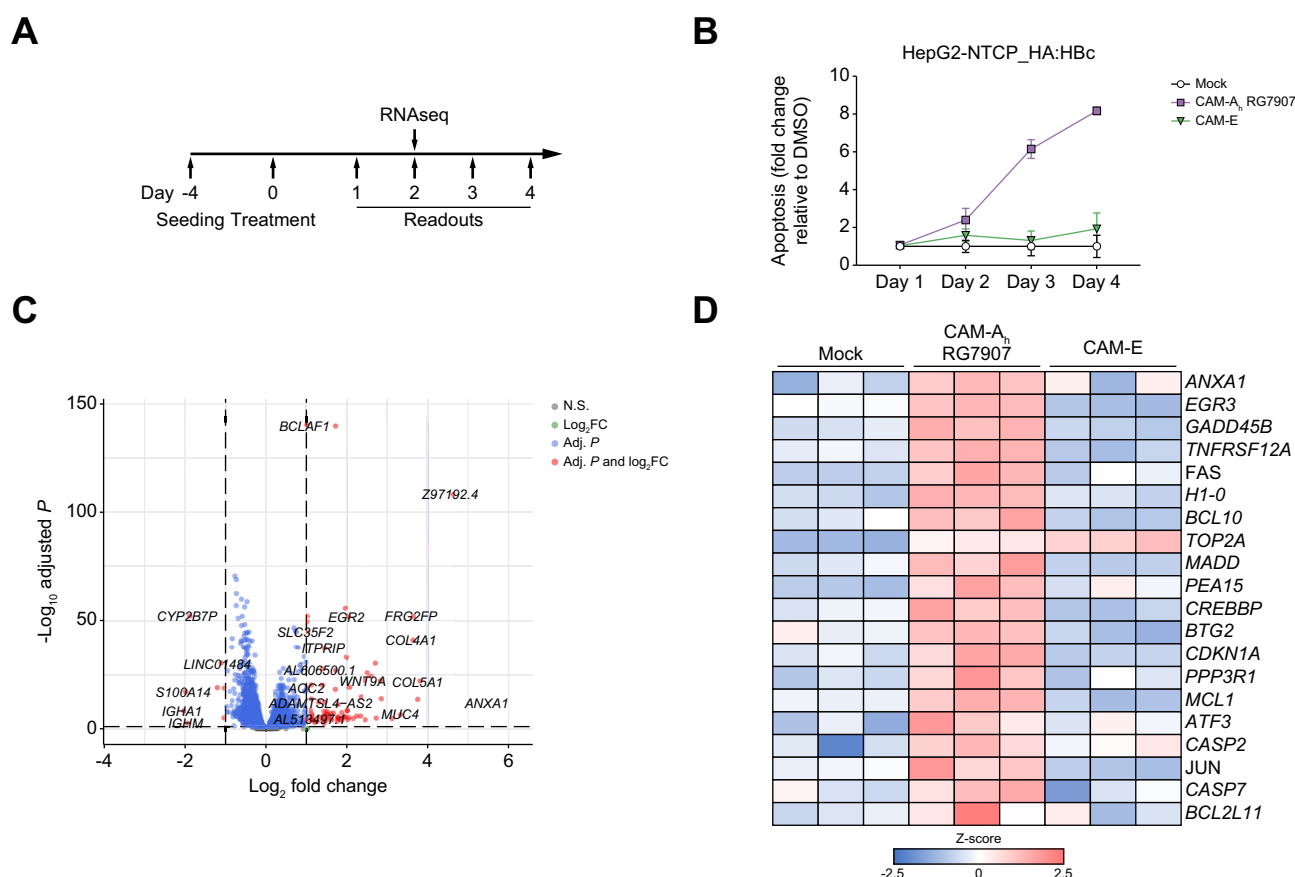 A
RNAseq
Day -4 0 1 2 3 4
Seeding Treatment Readouts
B
HepG2-NTCP_HA:HBc
Apoptosis (fold change
relative to DMSO)
10
8
6
4
2
0
Day 1 Day 2 Day 3 Day 4
Mock
CAM-Aₕ RG7907
CAM-E
C
-Log₁₀ adjusted P
150
100
50
0
-4 -2 0 2 4 6
Log₂ fold change
N.S.
Log₂FC
Adj. P
Adj. P and log₂FC
BCLAF1
Z97192.4
CYP2B7P
EGR2
FRG2FP
SLC35F2
ITPRIP
COL4A1
LINC01484
AL606500.1
WNT9A
COL5A1
S100A14
AOC2
ADAMTSL4-AS2
ANXA1
IGHA1
IGHM
AL513497.1
MUC4
D
Mock
CAM-Aₕ
RG7907
CAM-E
ANXA1
EGR3
GADD45B
TNFRSF12A
FAS
H1-0
BCL10
TOP2A
MADD
PEA15
CREBBP
BTG2
CDKN1A
PPP3R1
MCL1
ATF3
CASP2
JUN
CASP7
BCL2L11
Z-score
-2.5 0 2.5